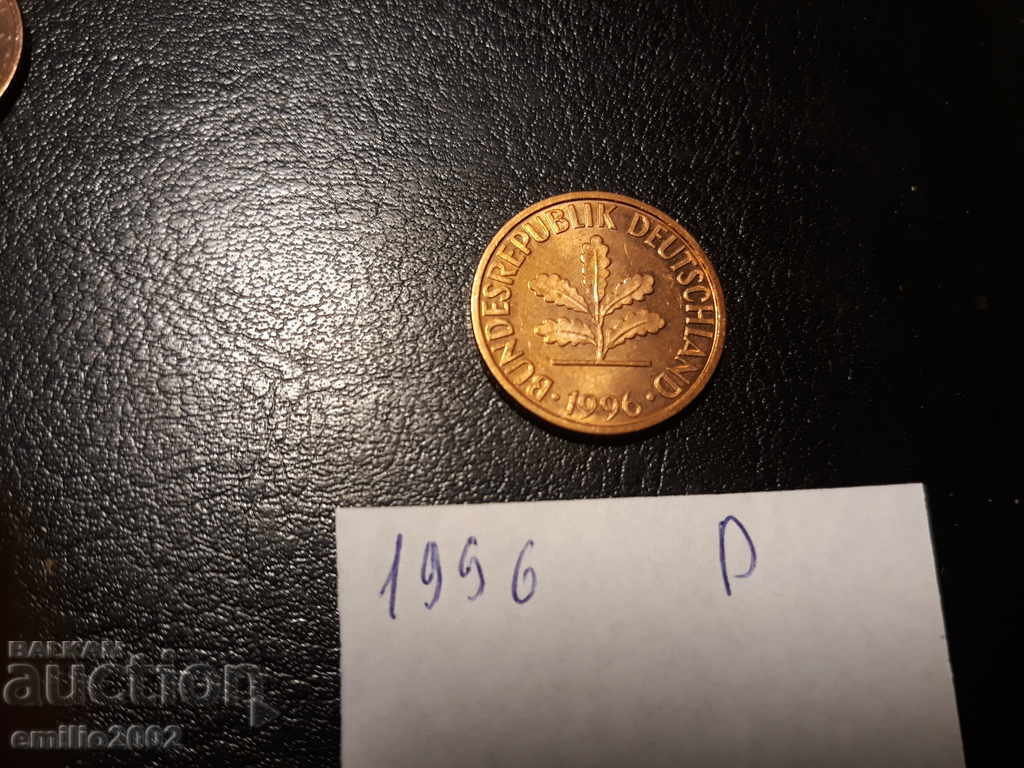 BUNDESREPUBLIK DEUTSCHLAND
· 1996 ·
1996 D
BALKAN
auction
emilio2002